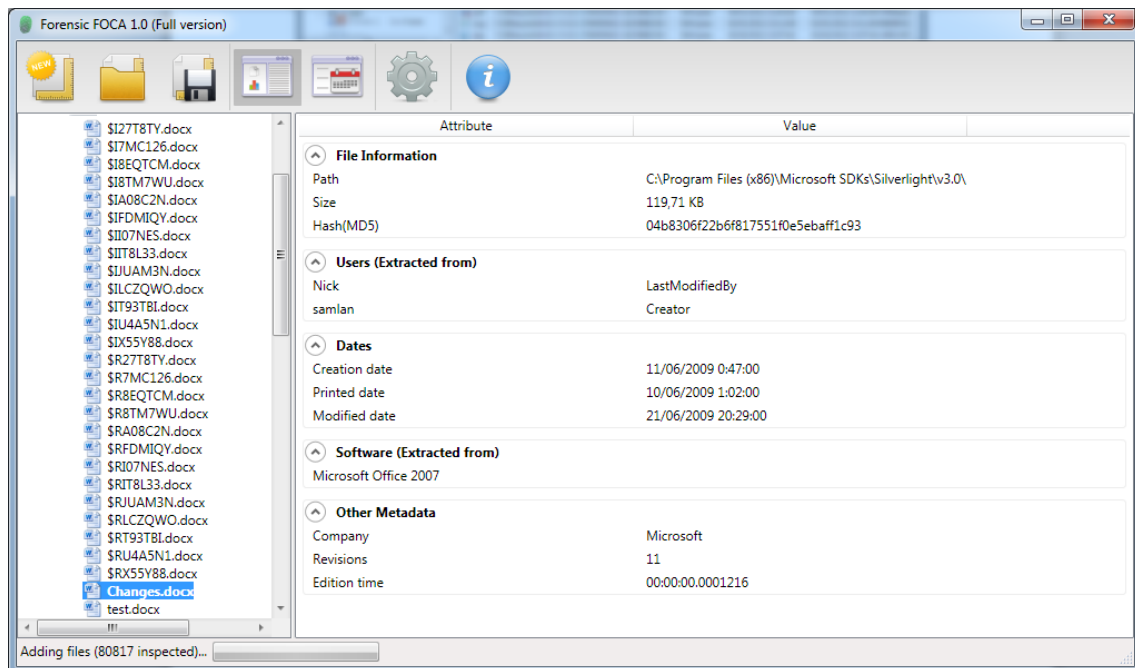 Forensic FOCA 1.0 (Full version)
NEW
$I27T8TY.docx
$I7MC126.docx
$I8EQTCM.docx
$I8TM7WU.docx
$IA08C2N.docx
$IFDMIQY.docx
$II07NES.docx
$IIT8L33.docx
$IJUAM3N.docx
$ILCZQWO.docx
$IT93TBI.docx
$IU4A5N1.docx
$IX55Y88.docx
$R27T8TY.docx
$R7MC126.docx
$R8EQTCM.docx
$R8TM7WU.docx
$RA08C2N.docx
$RFDMIQY.docx
$RI07NES.docx
$RIT8L33.docx
$RJUAM3N.docx
$RLCZQWO.docx
$RT93TBI.docx
$RU4A5N1.docx
$RX55Y88.docx
Changes.docx
test.docx
Attribute Value
File Information
Path C:\Program Files (x86)\Microsoft SDKs\Silverlight\v3.0\
Size 119,71 KB
Hash(MD5) 04b8306f22b6f817551f0e5ebaff1c93
Users (Extracted from)
Nick LastModifiedBy
samlan Creator
Dates
Creation date 11/06/2009 0:47:00
Printed date 10/06/2009 1:02:00
Modified date 21/06/2009 20:29:00
Software (Extracted from)
Microsoft Office 2007
Other Metadata
Company Microsoft
Revisions 11
Edition time 00:00:00.0001216
Adding files (80817 inspected)...